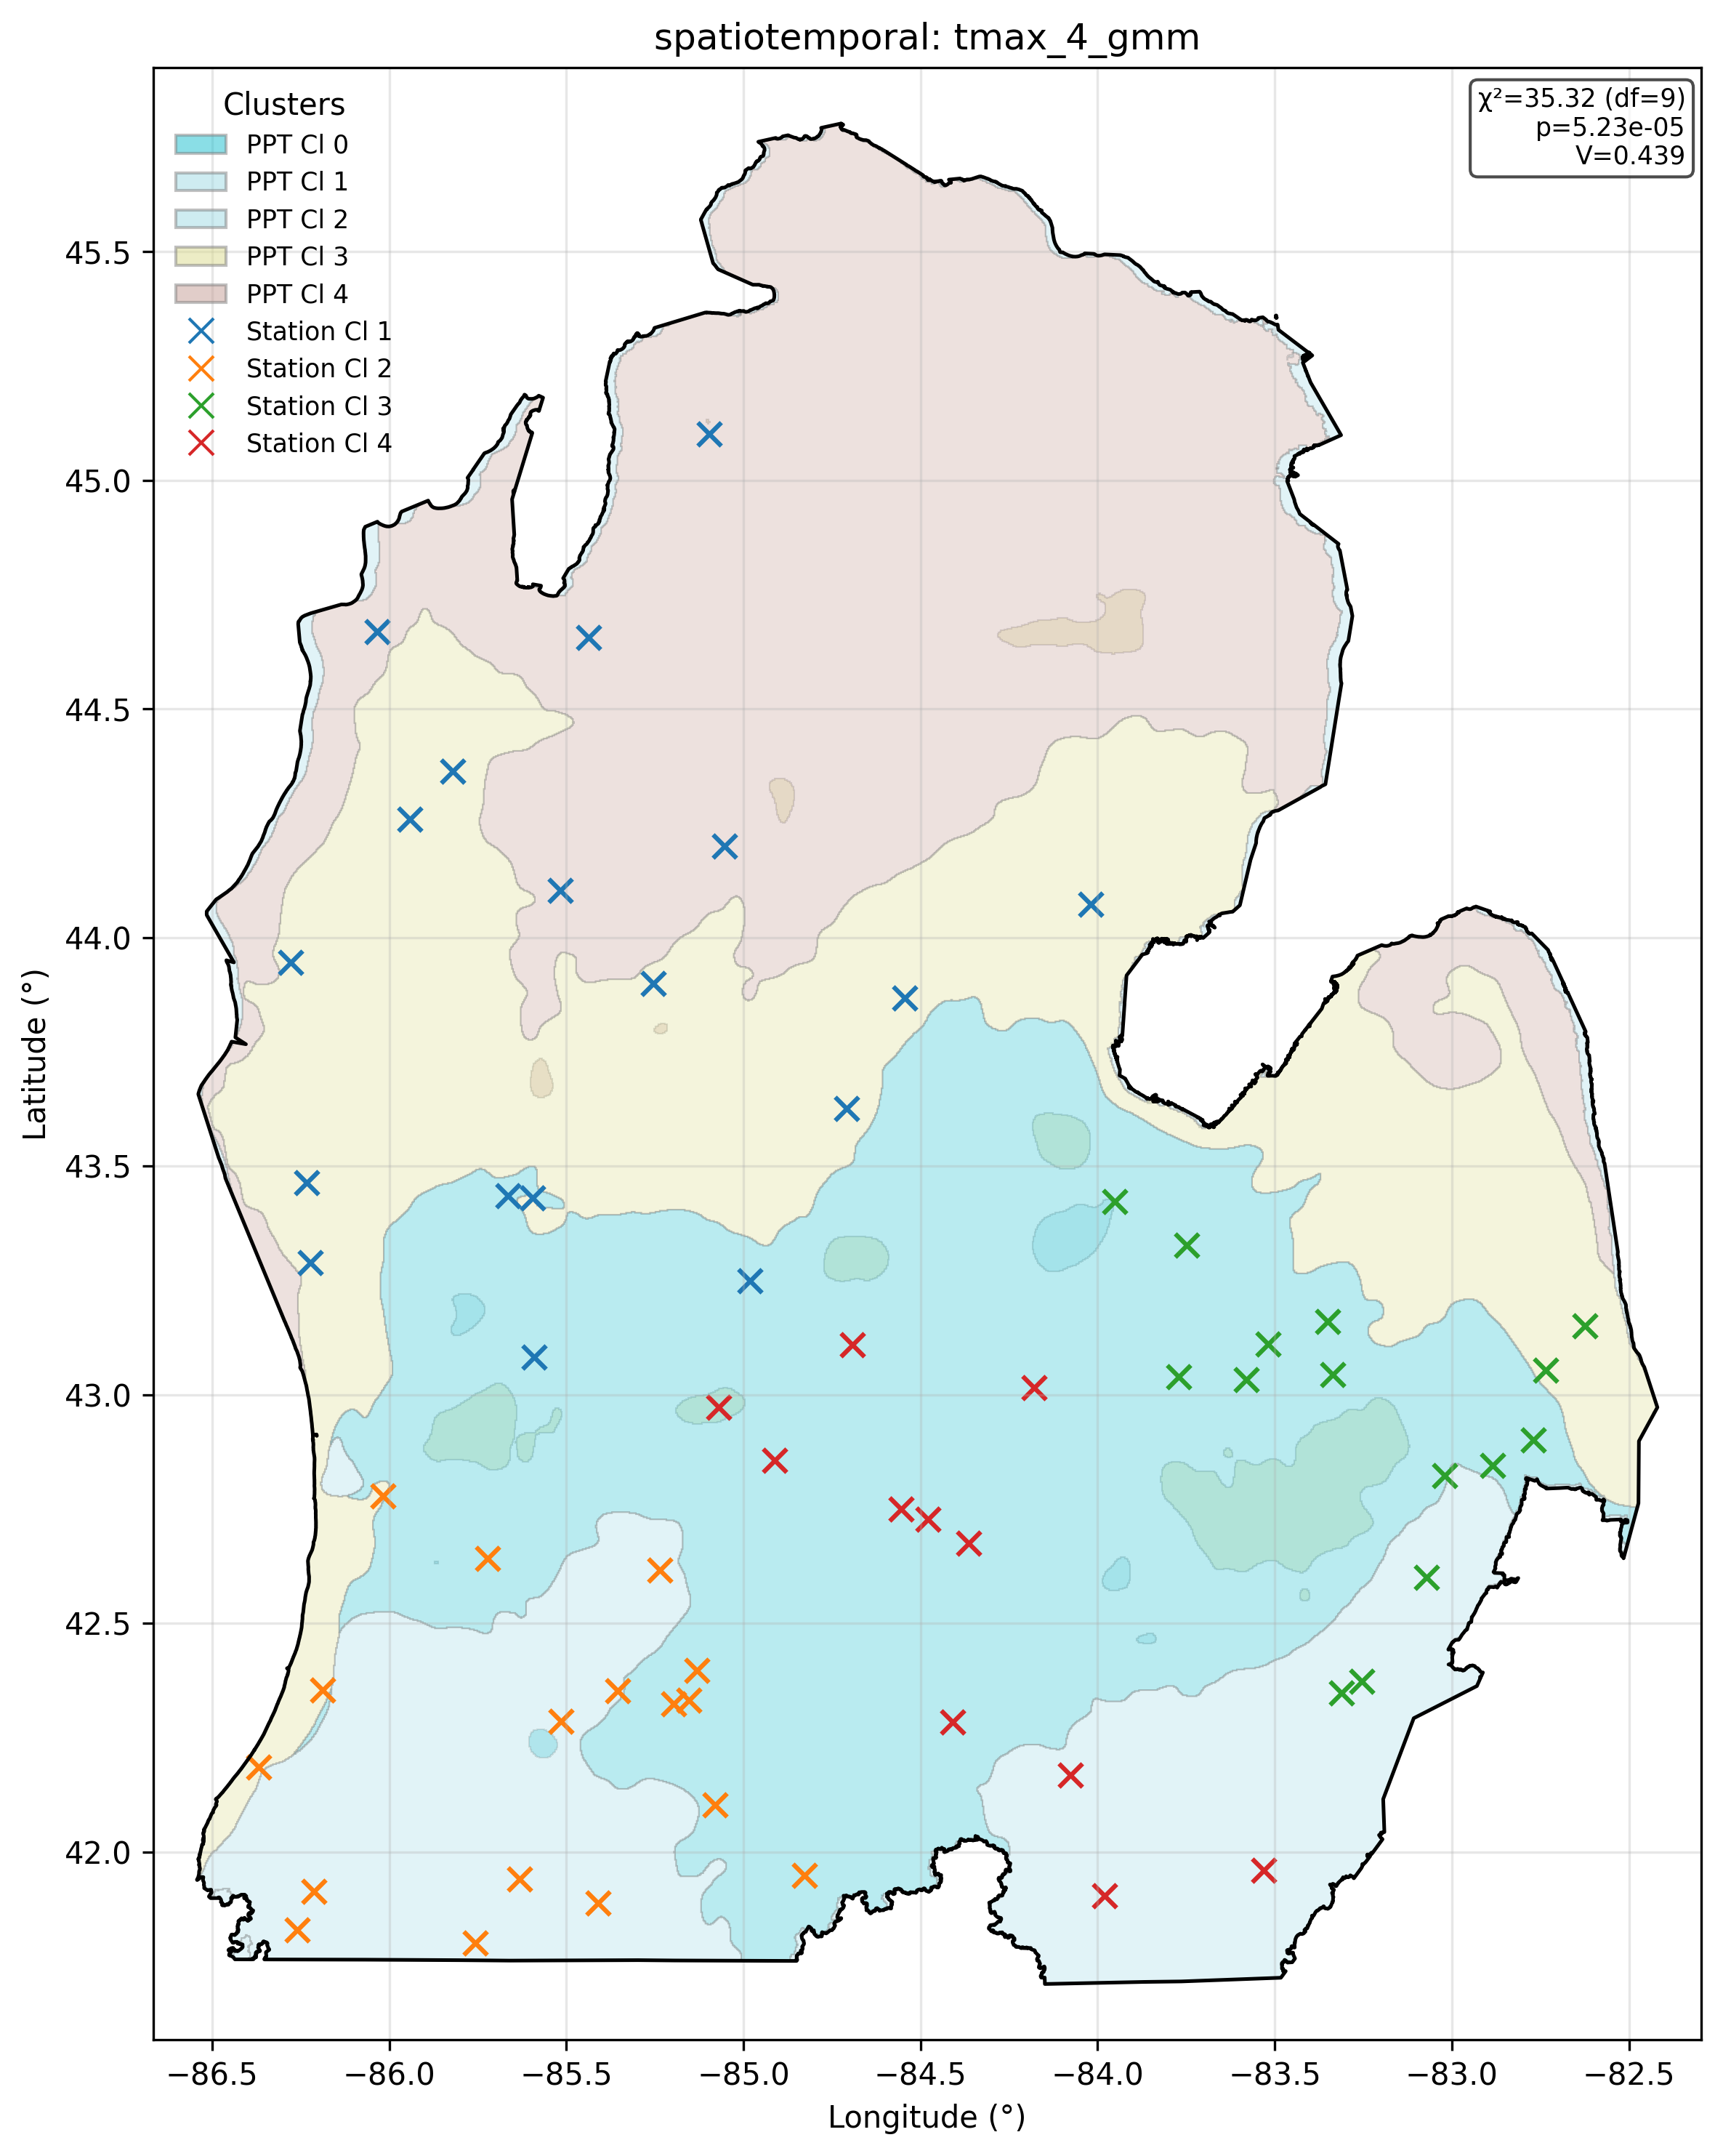 spatiotemporal: tmax_4_gmm
Clusters
PPT Cl 0
PPT Cl 1
PPT Cl 2
PPT Cl 3
PPT Cl 4
Station Cl 1
Station Cl 2
Station Cl 3
Station Cl 4
χ²=35.32 (df=9)
p=5.23e-05
V=0.439
45.5
45.0
44.5
44.0
43.5
43.0
42.5
42.0
Latitude (°)
−86.5 −86.0 −85.5 −85.0 −84.5 −84.0 −83.5 −83.0 −82.5
Longitude (°)